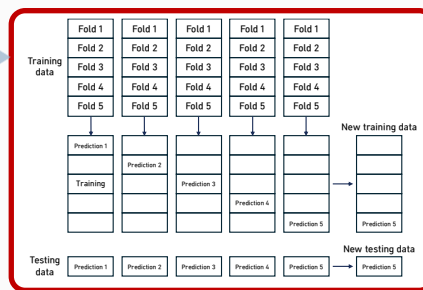 Fold 1 Fold 1 Fold 1 Fold 1 Fold 1
Fold 2 Fold 2 Fold 2 Fold 2 Fold 2
Training data
Fold 3 Fold 3 Fold 3 Fold 3 Fold 3
Fold 4 Fold 4 Fold 4 Fold 4 Fold 4
Fold 5 Fold 5 Fold 5 Fold 5 Fold 5
New training data
Prediction 1
Prediction 2
Training Prediction 3
Prediction 4
Prediction 5 Prediction 5
New testing data
Testing data
Prediction 1 Prediction 2 Prediction 3 Prediction 4 Prediction 5 Prediction 5